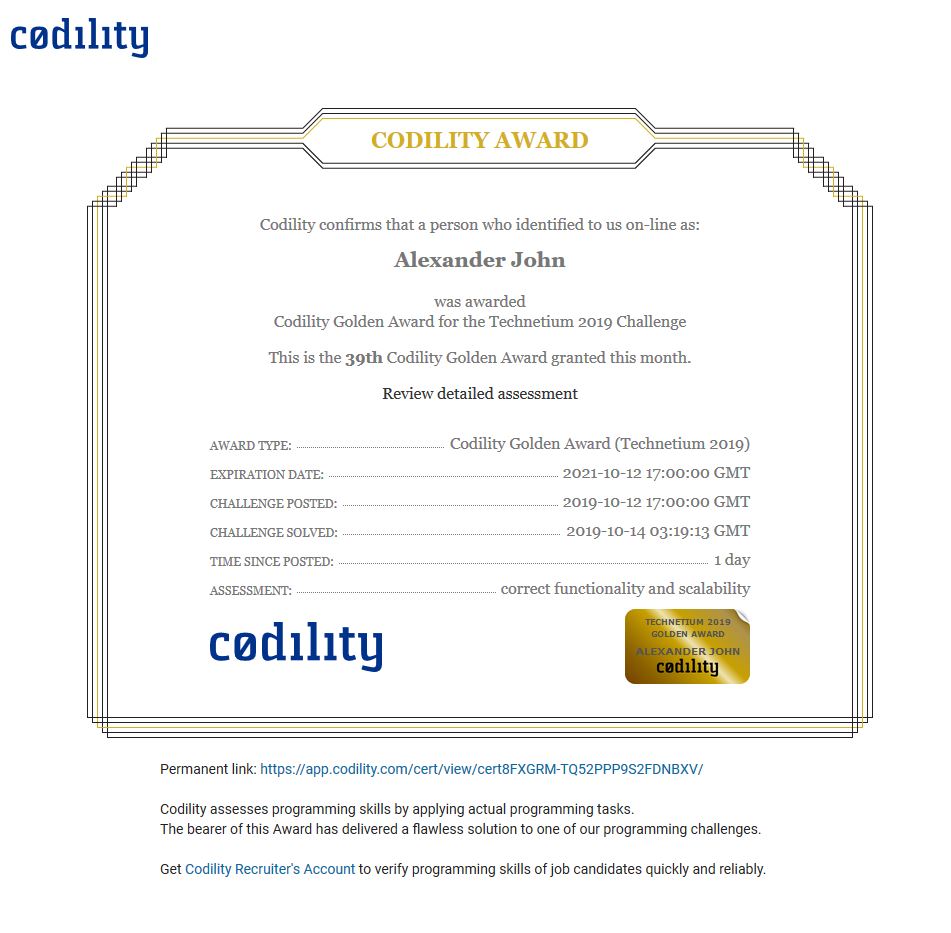 cødılıty
CODILITY AWARD
Codility confirms that a person who identified to us on-line as:
Alexander John
was awarded
Codility Golden Award for the Technetium 2019 Challenge
This is the 39th Codility Golden Award granted this month.
Review detailed assessment
AWARD TYPE: Codility Golden Award (Technetium 2019)
EXPIRATION DATE: 2021-10-12 17:00:00 GMT
CHALLENGE POSTED: 2019-10-12 17:00:00 GMT
CHALLENGE SOLVED: 2019-10-14 03:19:13 GMT
TIME SINCE POSTED: 1 day
ASSESSMENT: correct functionality and scalability
cødılıty
TECHNETIUM 2019
GOLDEN AWARD
ALEXANDER JOHN
cødılıty
Permanent link: https://app.codility.com/cert/view/cert8FXGRM-TQ52PPP9S2FDNBXV/
Codility assesses programming skills by applying actual programming tasks.
The bearer of this Award has delivered a flawless solution to one of our programming challenges.
Get Codility Recruiter's Account to verify programming skills of job candidates quickly and reliably.